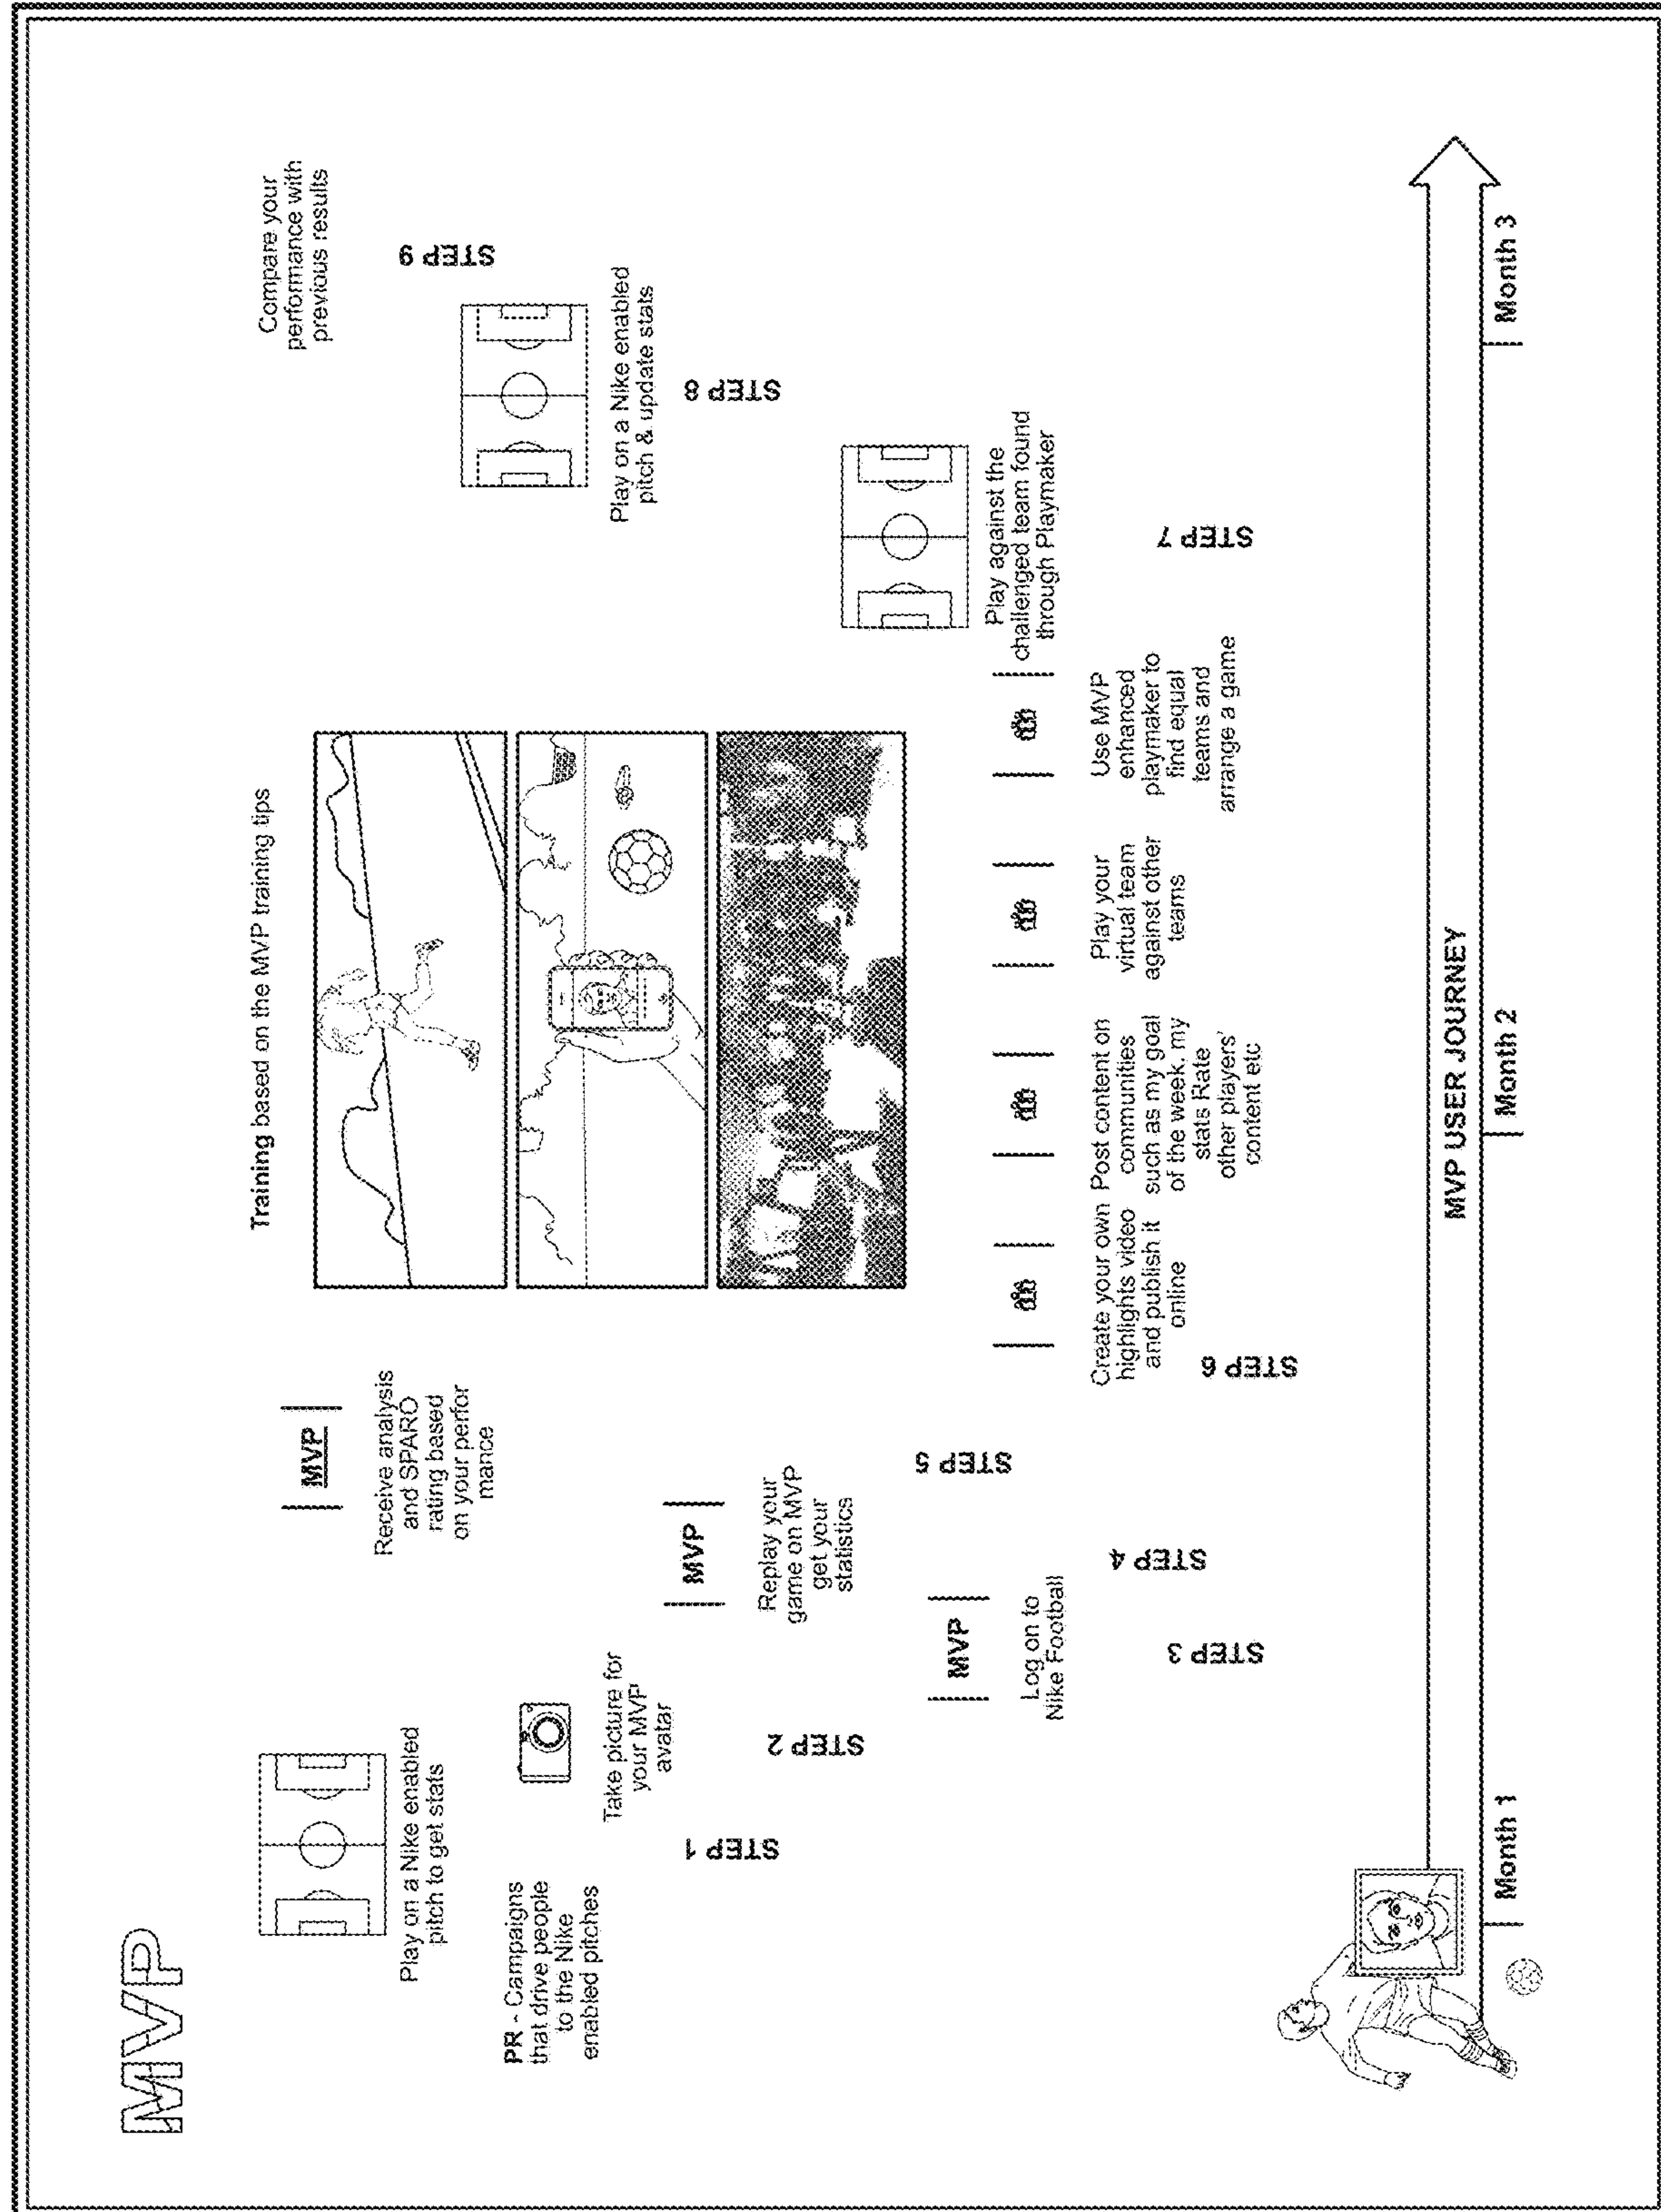 MVP
Play on a Nike enabled
pitch to get stats
PR - Campaigns
that drive people
to the Nike
enabled pitches
STEP 1
Take picture for
your MVP
avatar
STEP 2
MVP
Log on to
Nike Football
STEP 3
MVP
Replay your
game on MVP
get your
statistics
STEP 4
MVP
Receive analysis
and SPARO
rating based
on your perfor
mance
STEP 5
Training based on the MVP training tips
Create your own
highlights video
and publish it
online
STEP 6
Post content on
communities
such as my goal
of the week, my
stats Rate
other players'
content etc
Play your
virtual team
against other
teams
Use MVP
enhanced
playmaker to
find equal
teams and
arrange a game
Play against the
challenged team found
through Playmaker
STEP 7
Play on a Nike enabled
pitch & update stats
STEP 8
Compare your
performance with
previous results
STEP 9
MVP USER JOURNEY
Month 1
Month 2
Month 3